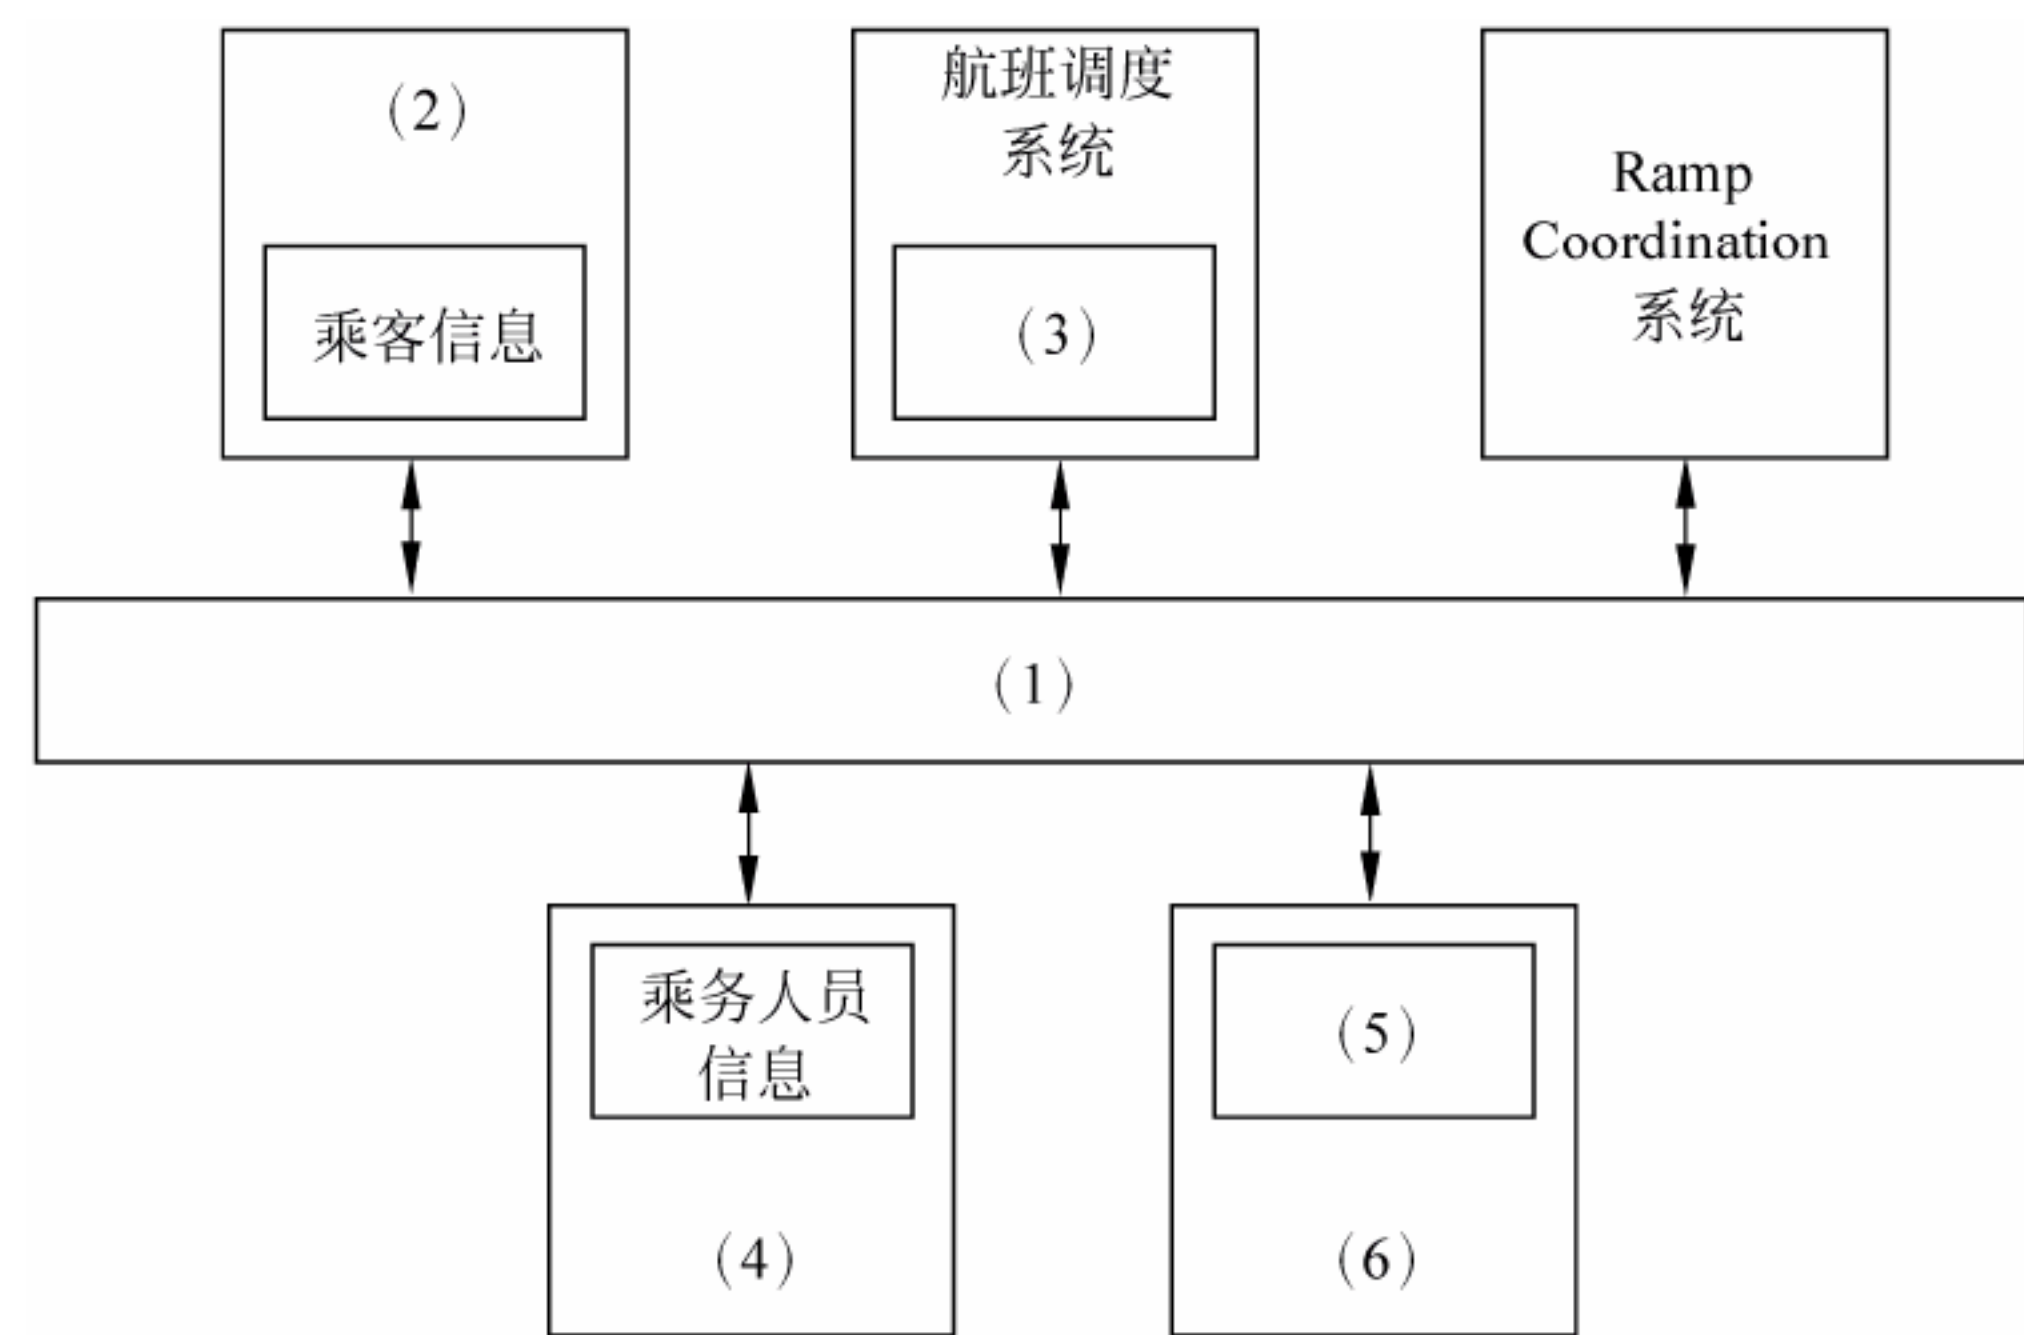 （2）
乘客信息
航班调度
系统
（3）
Ramp
Coordination
系统
（1）
乘务人员
信息
（4）
（5）
（6）